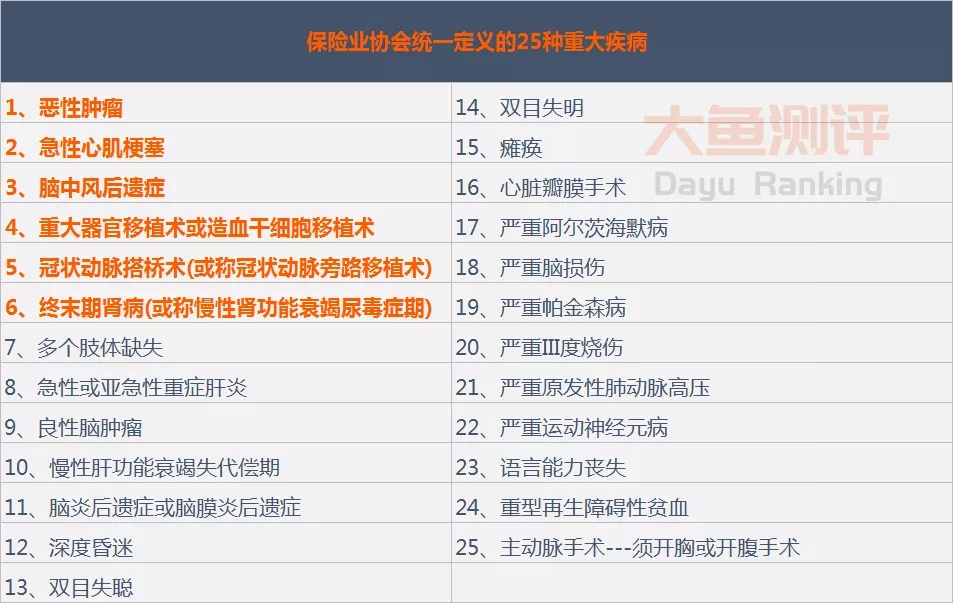 保险业协会统一定义的25种重大疾病
1、恶性肿瘤
2、急性心肌梗塞
3、脑中风后遗症
4、重大器官移植术或造血干细胞移植术
5、冠状动脉搭桥术(或称冠状动脉旁路移植术)
6、终末期肾病(或称慢性肾功能衰竭尿毒症期)
7、多个肢体缺失
8、急性或亚急性重症肝炎
9、良性脑肿瘤
10、慢性肝功能衰竭失代偿期
11、脑炎后遗症或脑膜炎后遗症
12、深度昏迷
13、双目失聪
14、双目失明
15、瘫痪
16、心脏瓣膜手术
17、严重阿尔茨海默病
18、严重脑损伤
19、严重帕金森病
20、严重III度烧伤
21、严重原发性肺动脉高压
22、严重运动神经元病
23、语言能力丧失
24、重型再生障碍性贫血
25、主动脉手术---须开胸或开腹手术
大鱼测评
Dayu Ranking